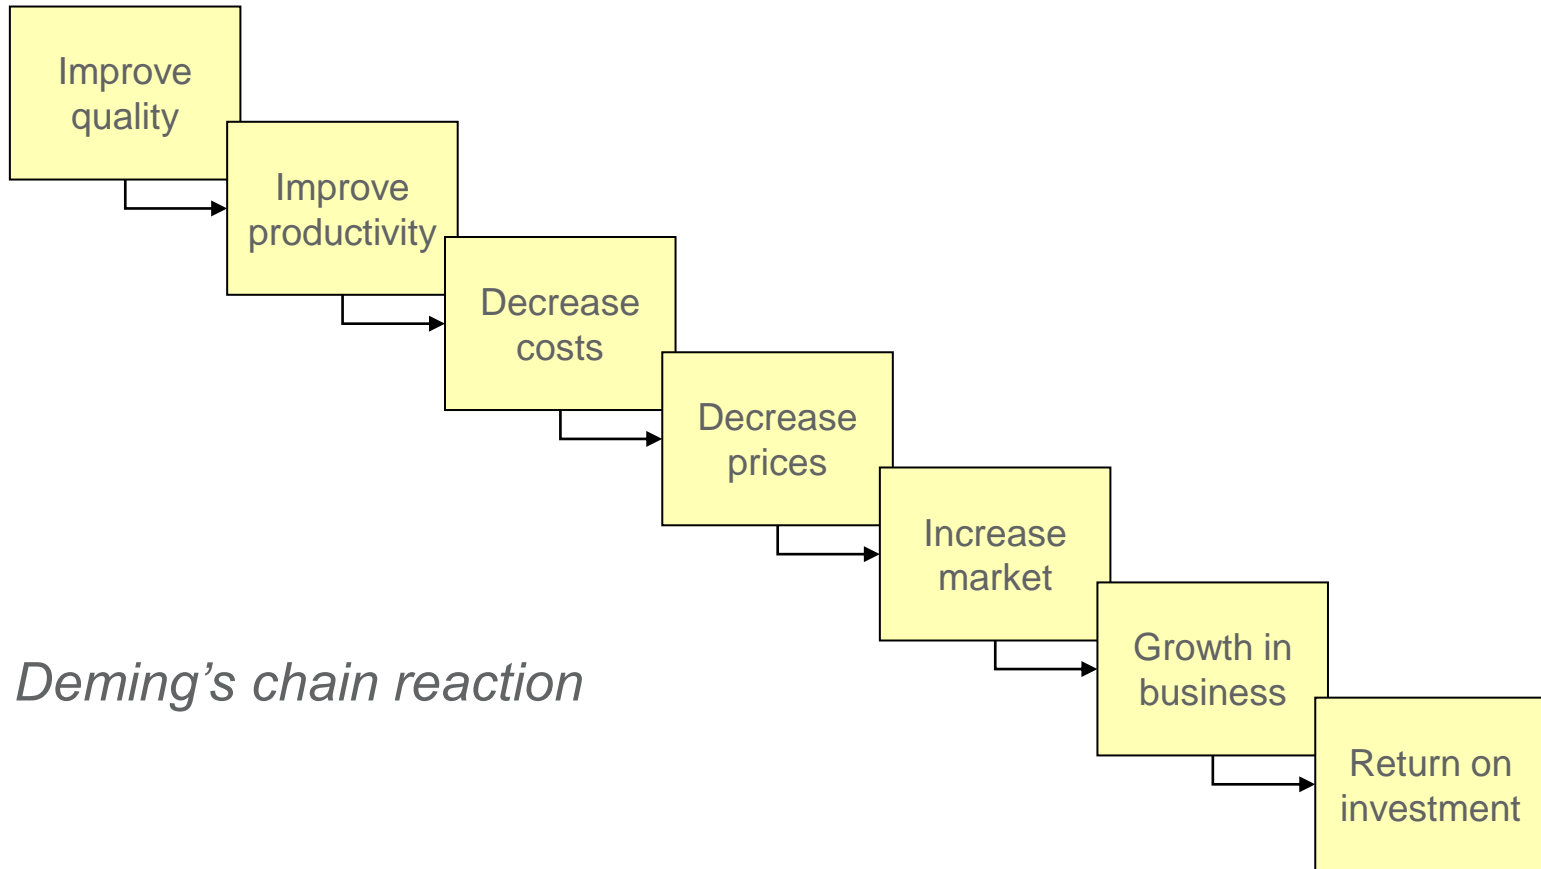 Improve
quality
Improve
productivity
Decrease
costs
Decrease
prices
Increase
market
Growth in
business
Deming’s chain reaction
Return on
investment